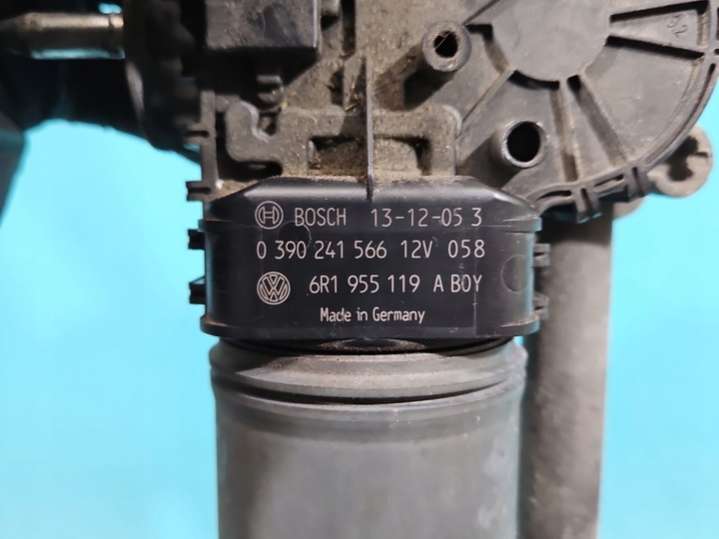 BOSCH 13-12-05 3
0 390 241 566 12V 058
6R1 955 119 A BOY
Made in Germany